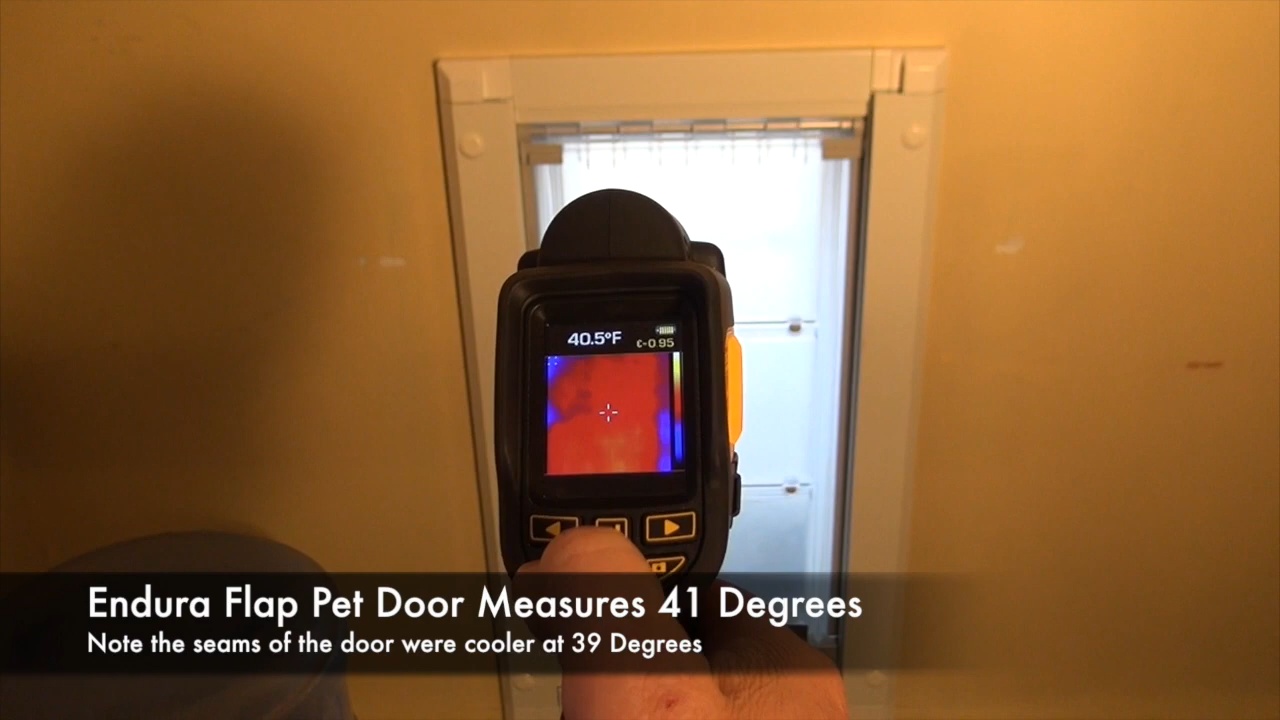 40.5°F
ε-0.95
Endura Flap Pet Door Measures 41 Degrees
Note the seams of the door were cooler at 39 Degrees